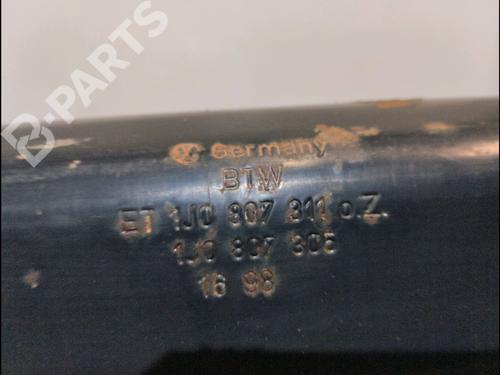 B-PARTS
Germany
BTW
ET 1J0 807 311 o.Z.
1J0 807 305
16 98